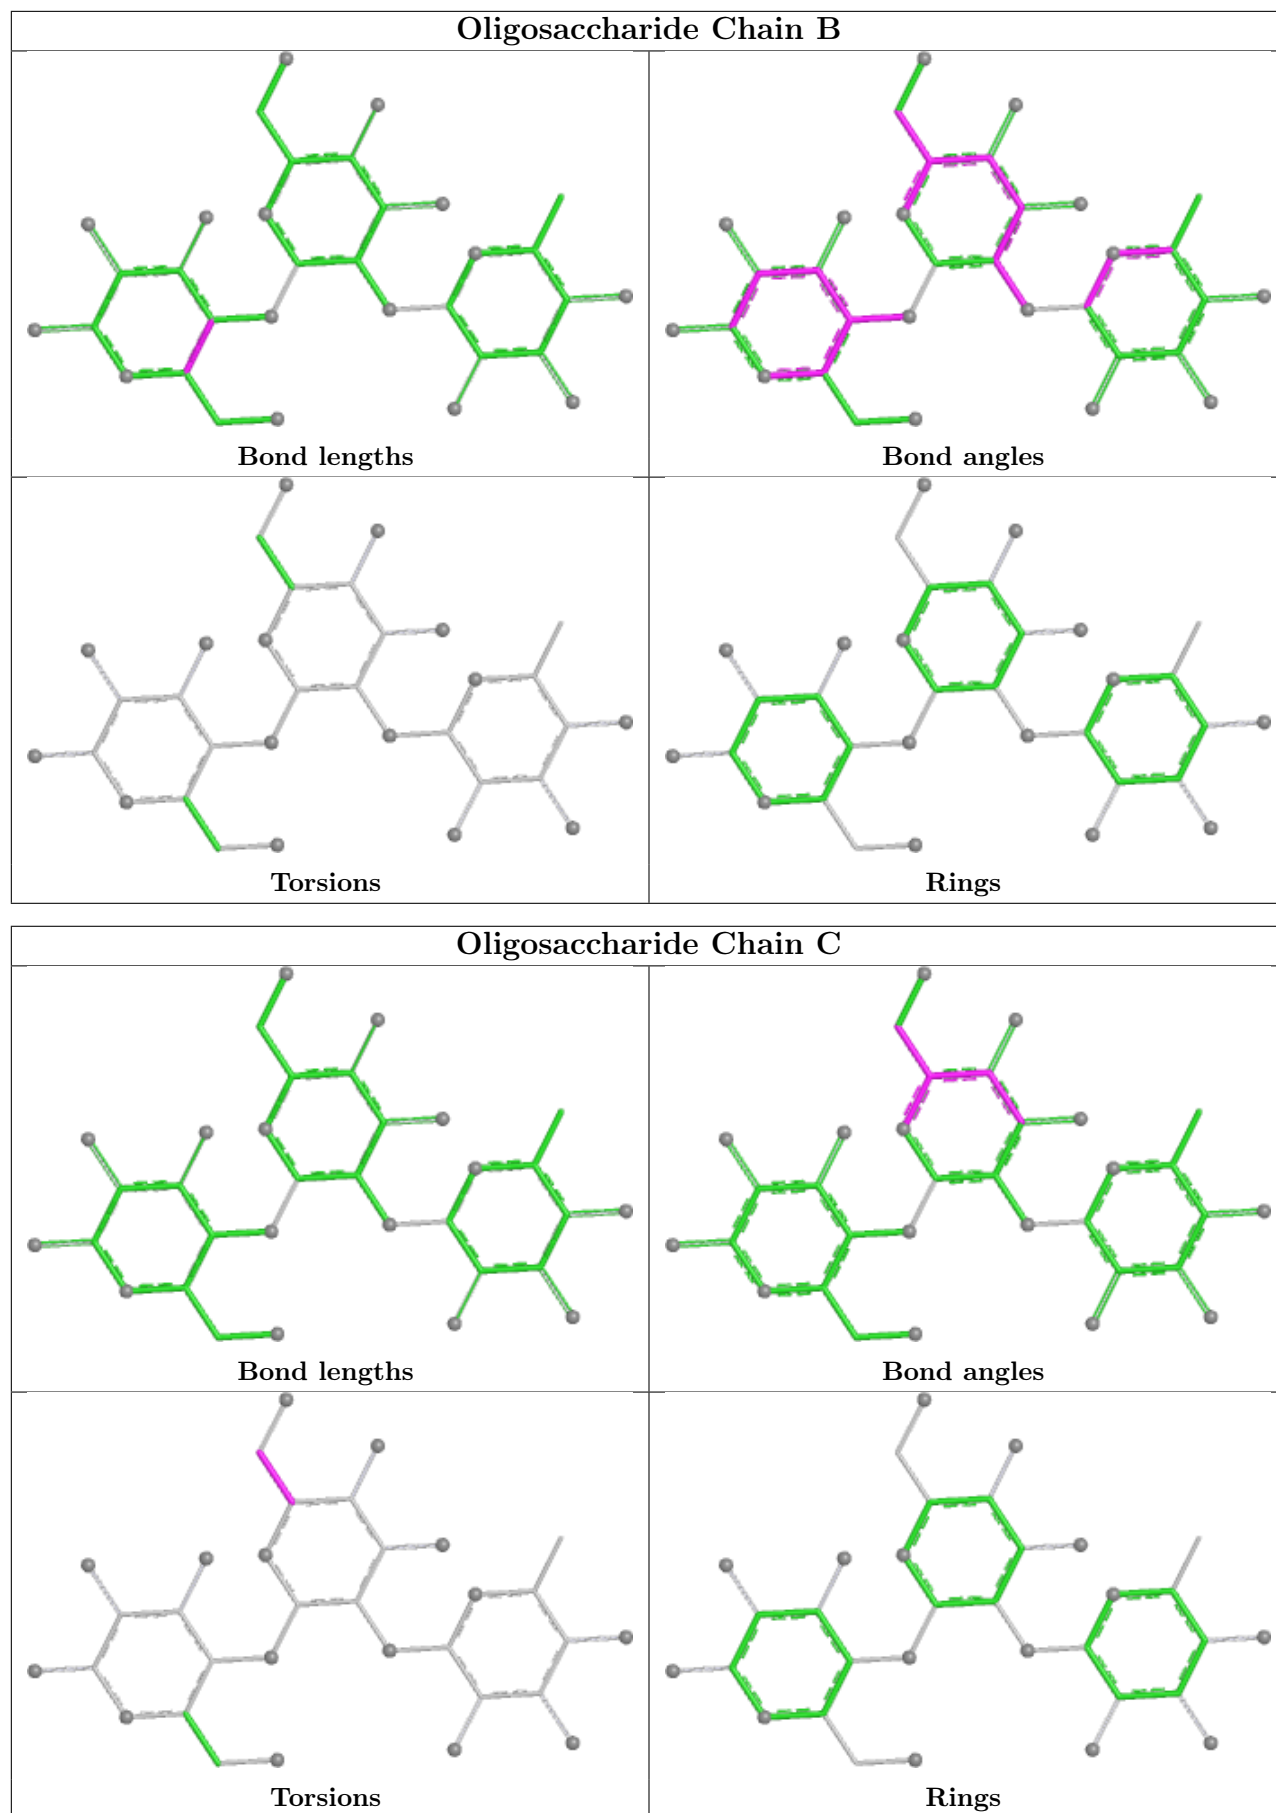 Oligosaccharide Chain B
Bond lengths
Bond angles
Torsions
Rings
Oligosaccharide Chain C
Bond lengths
Bond angles
Torsions
Rings